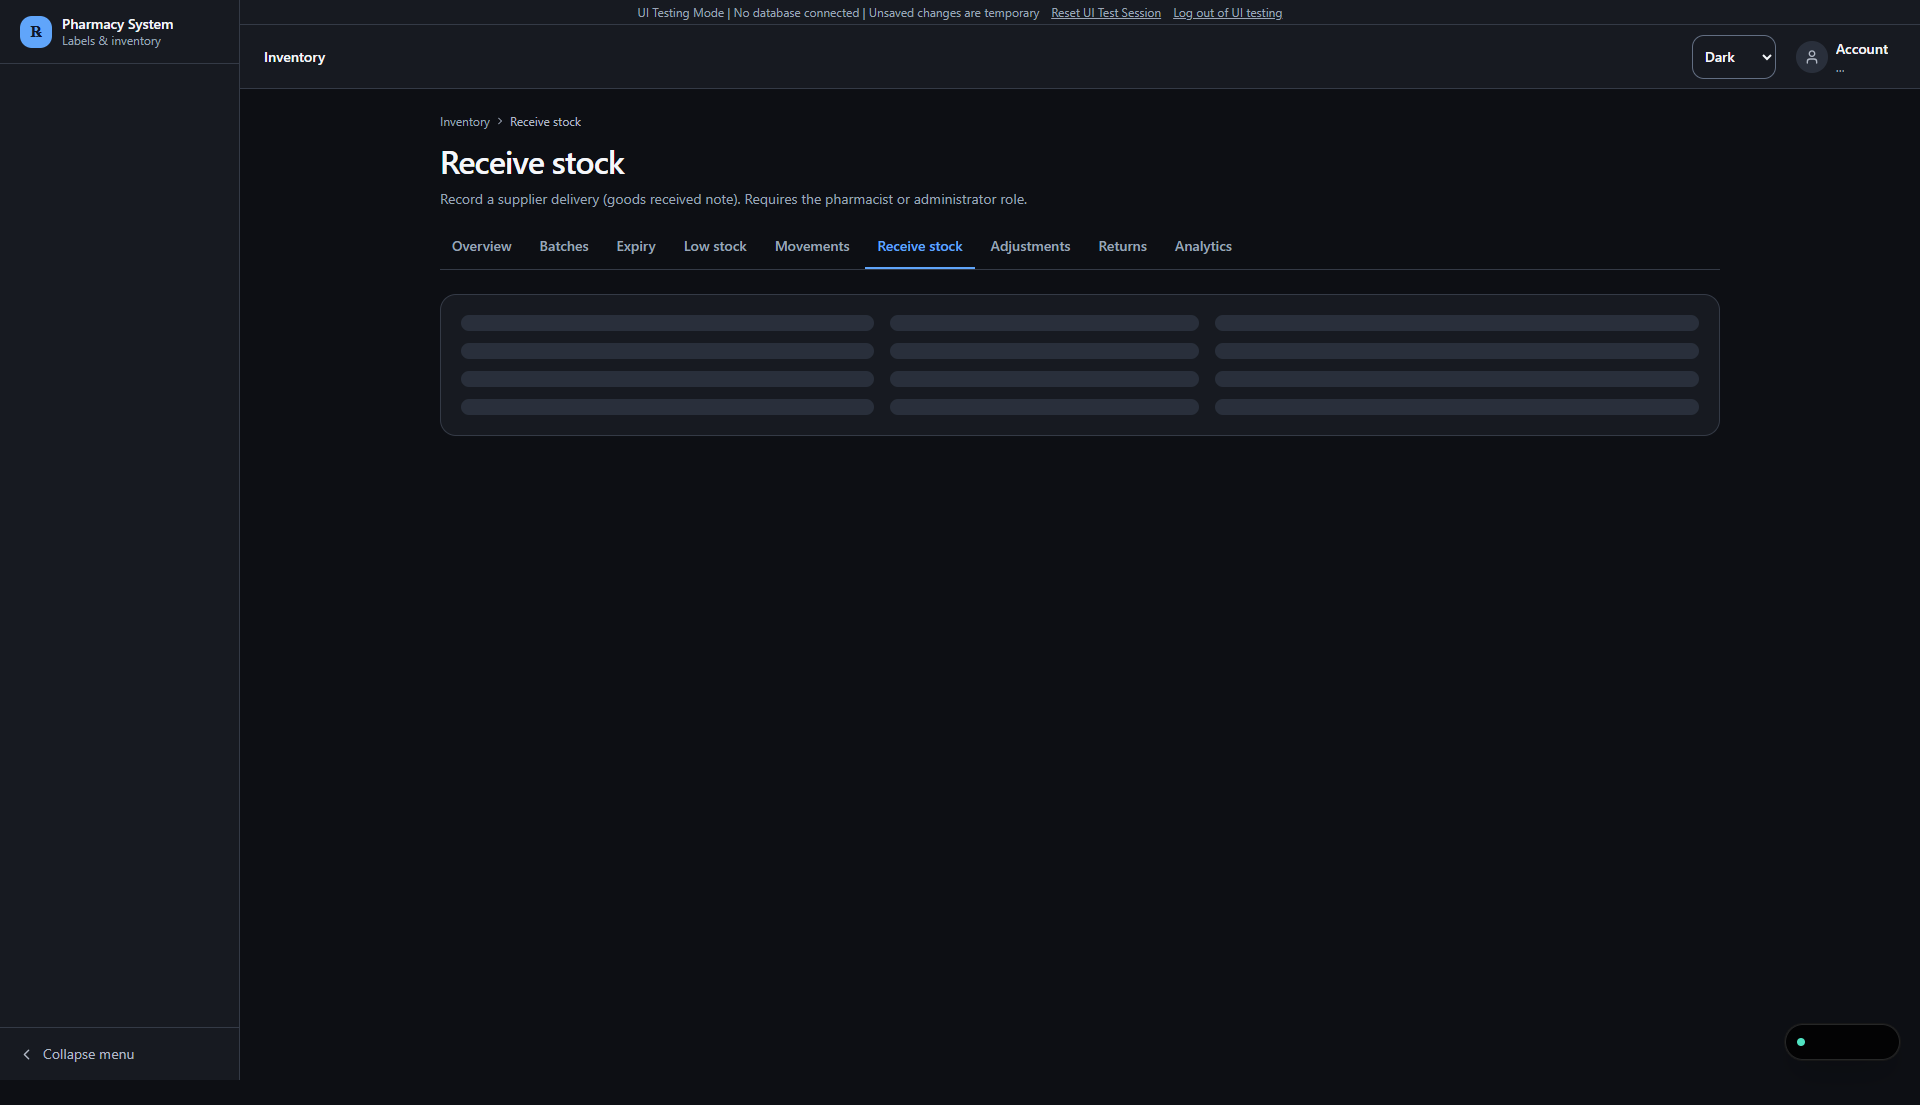 ℞
Pharmacy System
Labels & inventory
UI Testing Mode | No database connected | Unsaved changes are temporary Reset UI Test Session Log out of UI testing
Inventory
Dark
Account
...
Inventory > Receive stock
Receive stock
Record a supplier delivery (goods received note). Requires the pharmacist or administrator role.
Overview Batches Expiry Low stock Movements Receive stock Adjustments Returns Analytics
Collapse menu